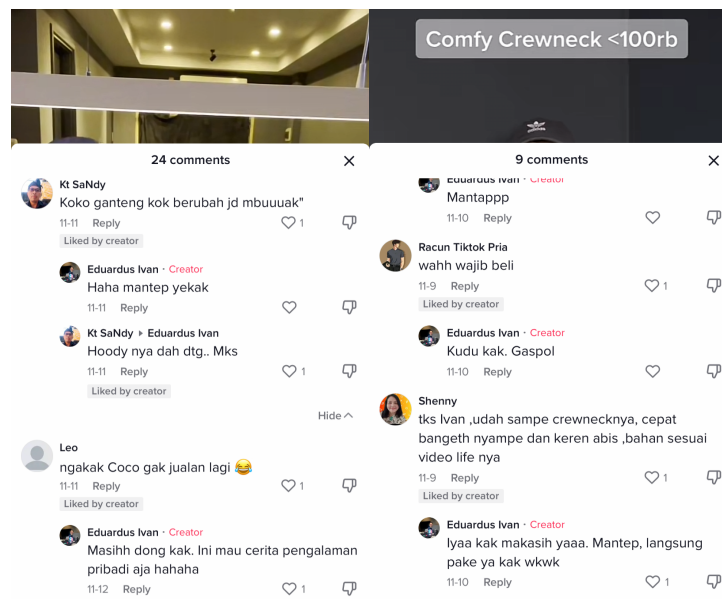 24 comments
Kt SaNdy
Koko ganteng kok berubah jd mbuuuak"
11-11 Reply 1
Liked by creator
Eduardus Ivan · Creator
Haha mantep yekak
11-11 Reply
Kt SaNdy ▸ Eduardus Ivan
Hoody nya dah dtg.. Mks
11-11 Reply 1
Liked by creator
Hide
Leo
ngakak Coco gak jualan lagi 😂
11-11 Reply 1
Liked by creator
Eduardus Ivan · Creator
Masihh dong kak. Ini mau cerita pengalaman
pribadi aja hahaha
11-12 Reply 1
Comfy Crewneck <100rb
9 comments
Eduardus Ivan · Creator
Mantappp
11-10 Reply
Racun Tiktok Pria
wahh wajib beli
11-9 Reply 1
Liked by creator
Eduardus Ivan · Creator
Kudu kak. Gaspol
11-10 Reply
Shenny
tks Ivan ,udah sampe crewnecknya, cepat
bangeth nyampe dan keren abis ,bahan sesuai
video life nya
11-9 Reply 1
Liked by creator
Eduardus Ivan · Creator
Iyaa kak makasih yaaa. Mantep, langsung
pake ya kak wkwk
11-10 Reply 1